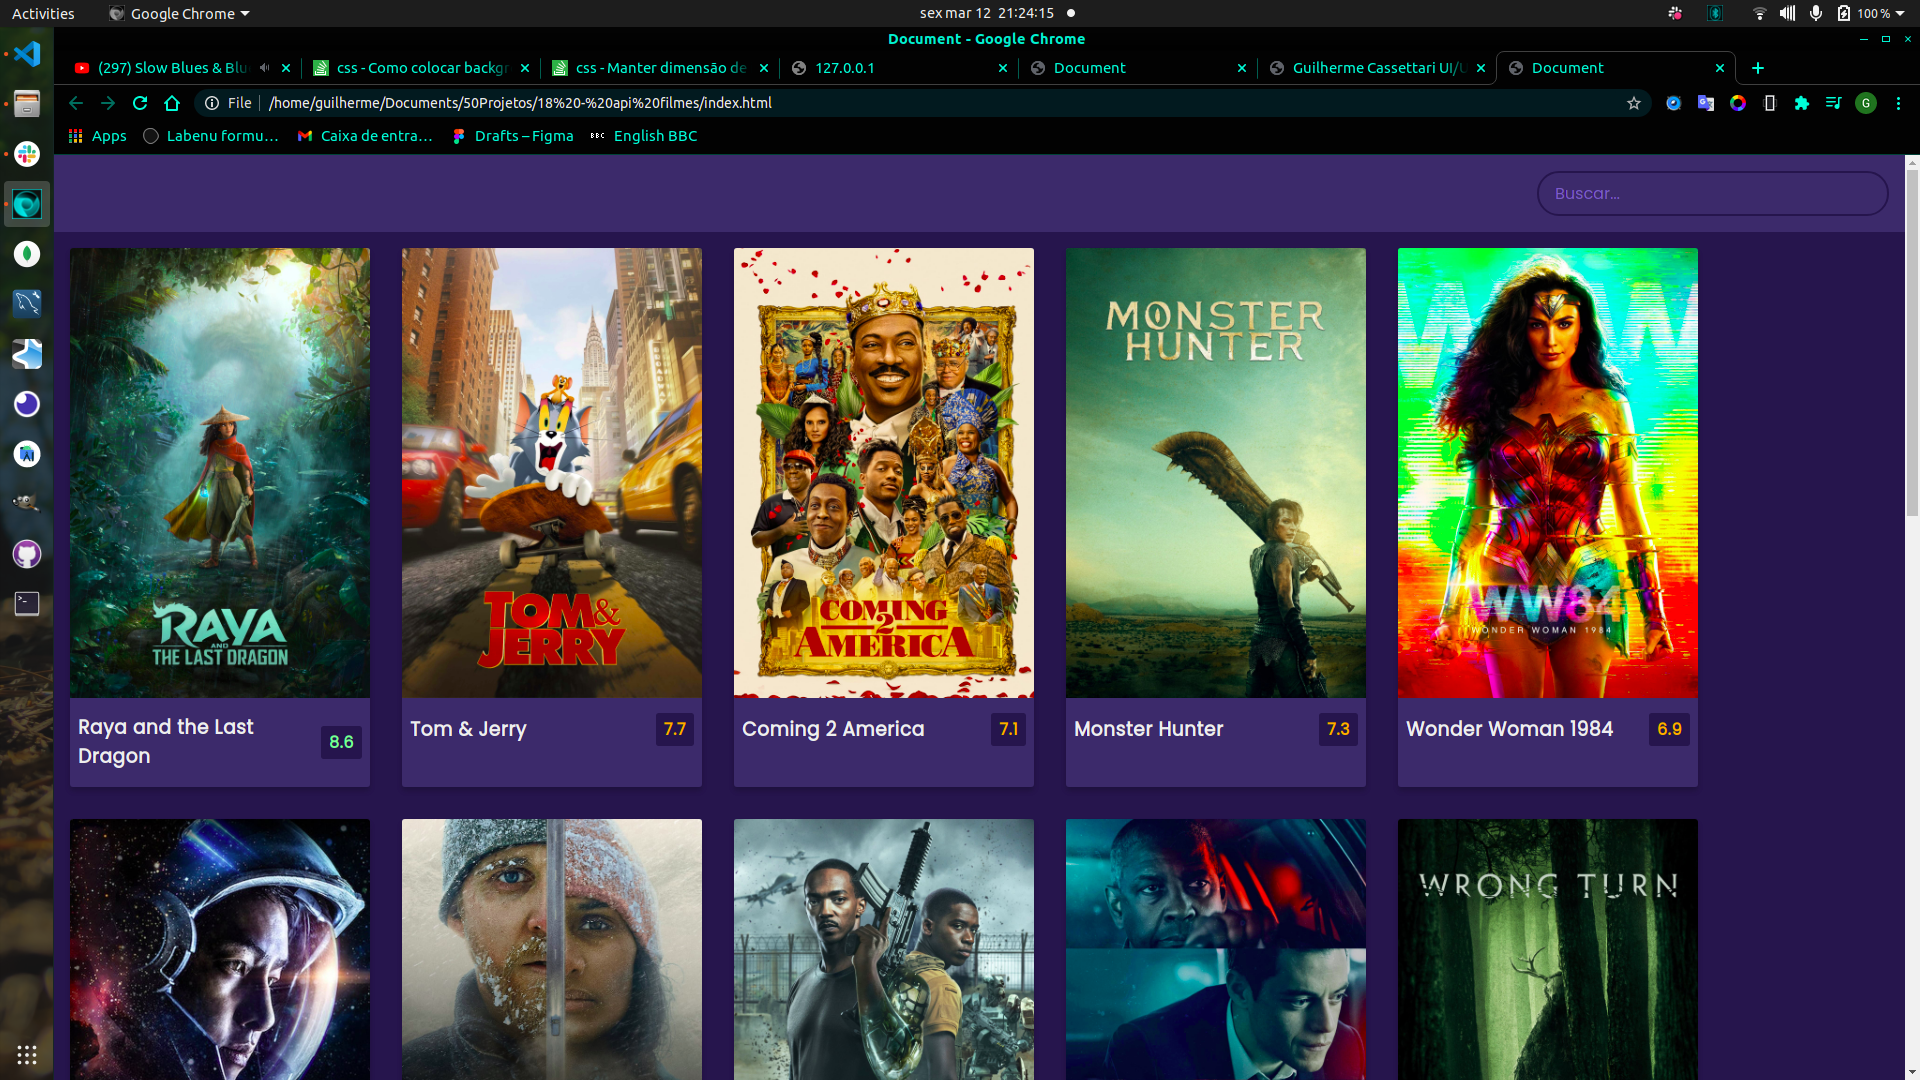 Activities
Google Chrome
sex mar 12 21:24:15
100 %
Document - Google Chrome
(297) Slow Blues & Blu
css - Como colocar backgr
css - Manter dimensão de
127.0.0.1
Document
Guilherme Cassettari UI/U
Document
File
/home/guilherme/Documents/50Projetos/18%20-%20api%20filmes/index.html
G
Apps
Labenu formu...
Caixa de entra...
Drafts – Figma
BBC
English BBC
Buscar...
RAYA
AND
THE LAST DRAGON
TOM &
JERRY
COMING
2
AMERICA
MONSTER
HUNTER
WW84
WONDER WOMAN 1984
Raya and the Last
Dragon
8.6
Tom & Jerry
7.7
Coming 2 America
7.1
Monster Hunter
7.3
Wonder Woman 1984
6.9
WRONG TURN